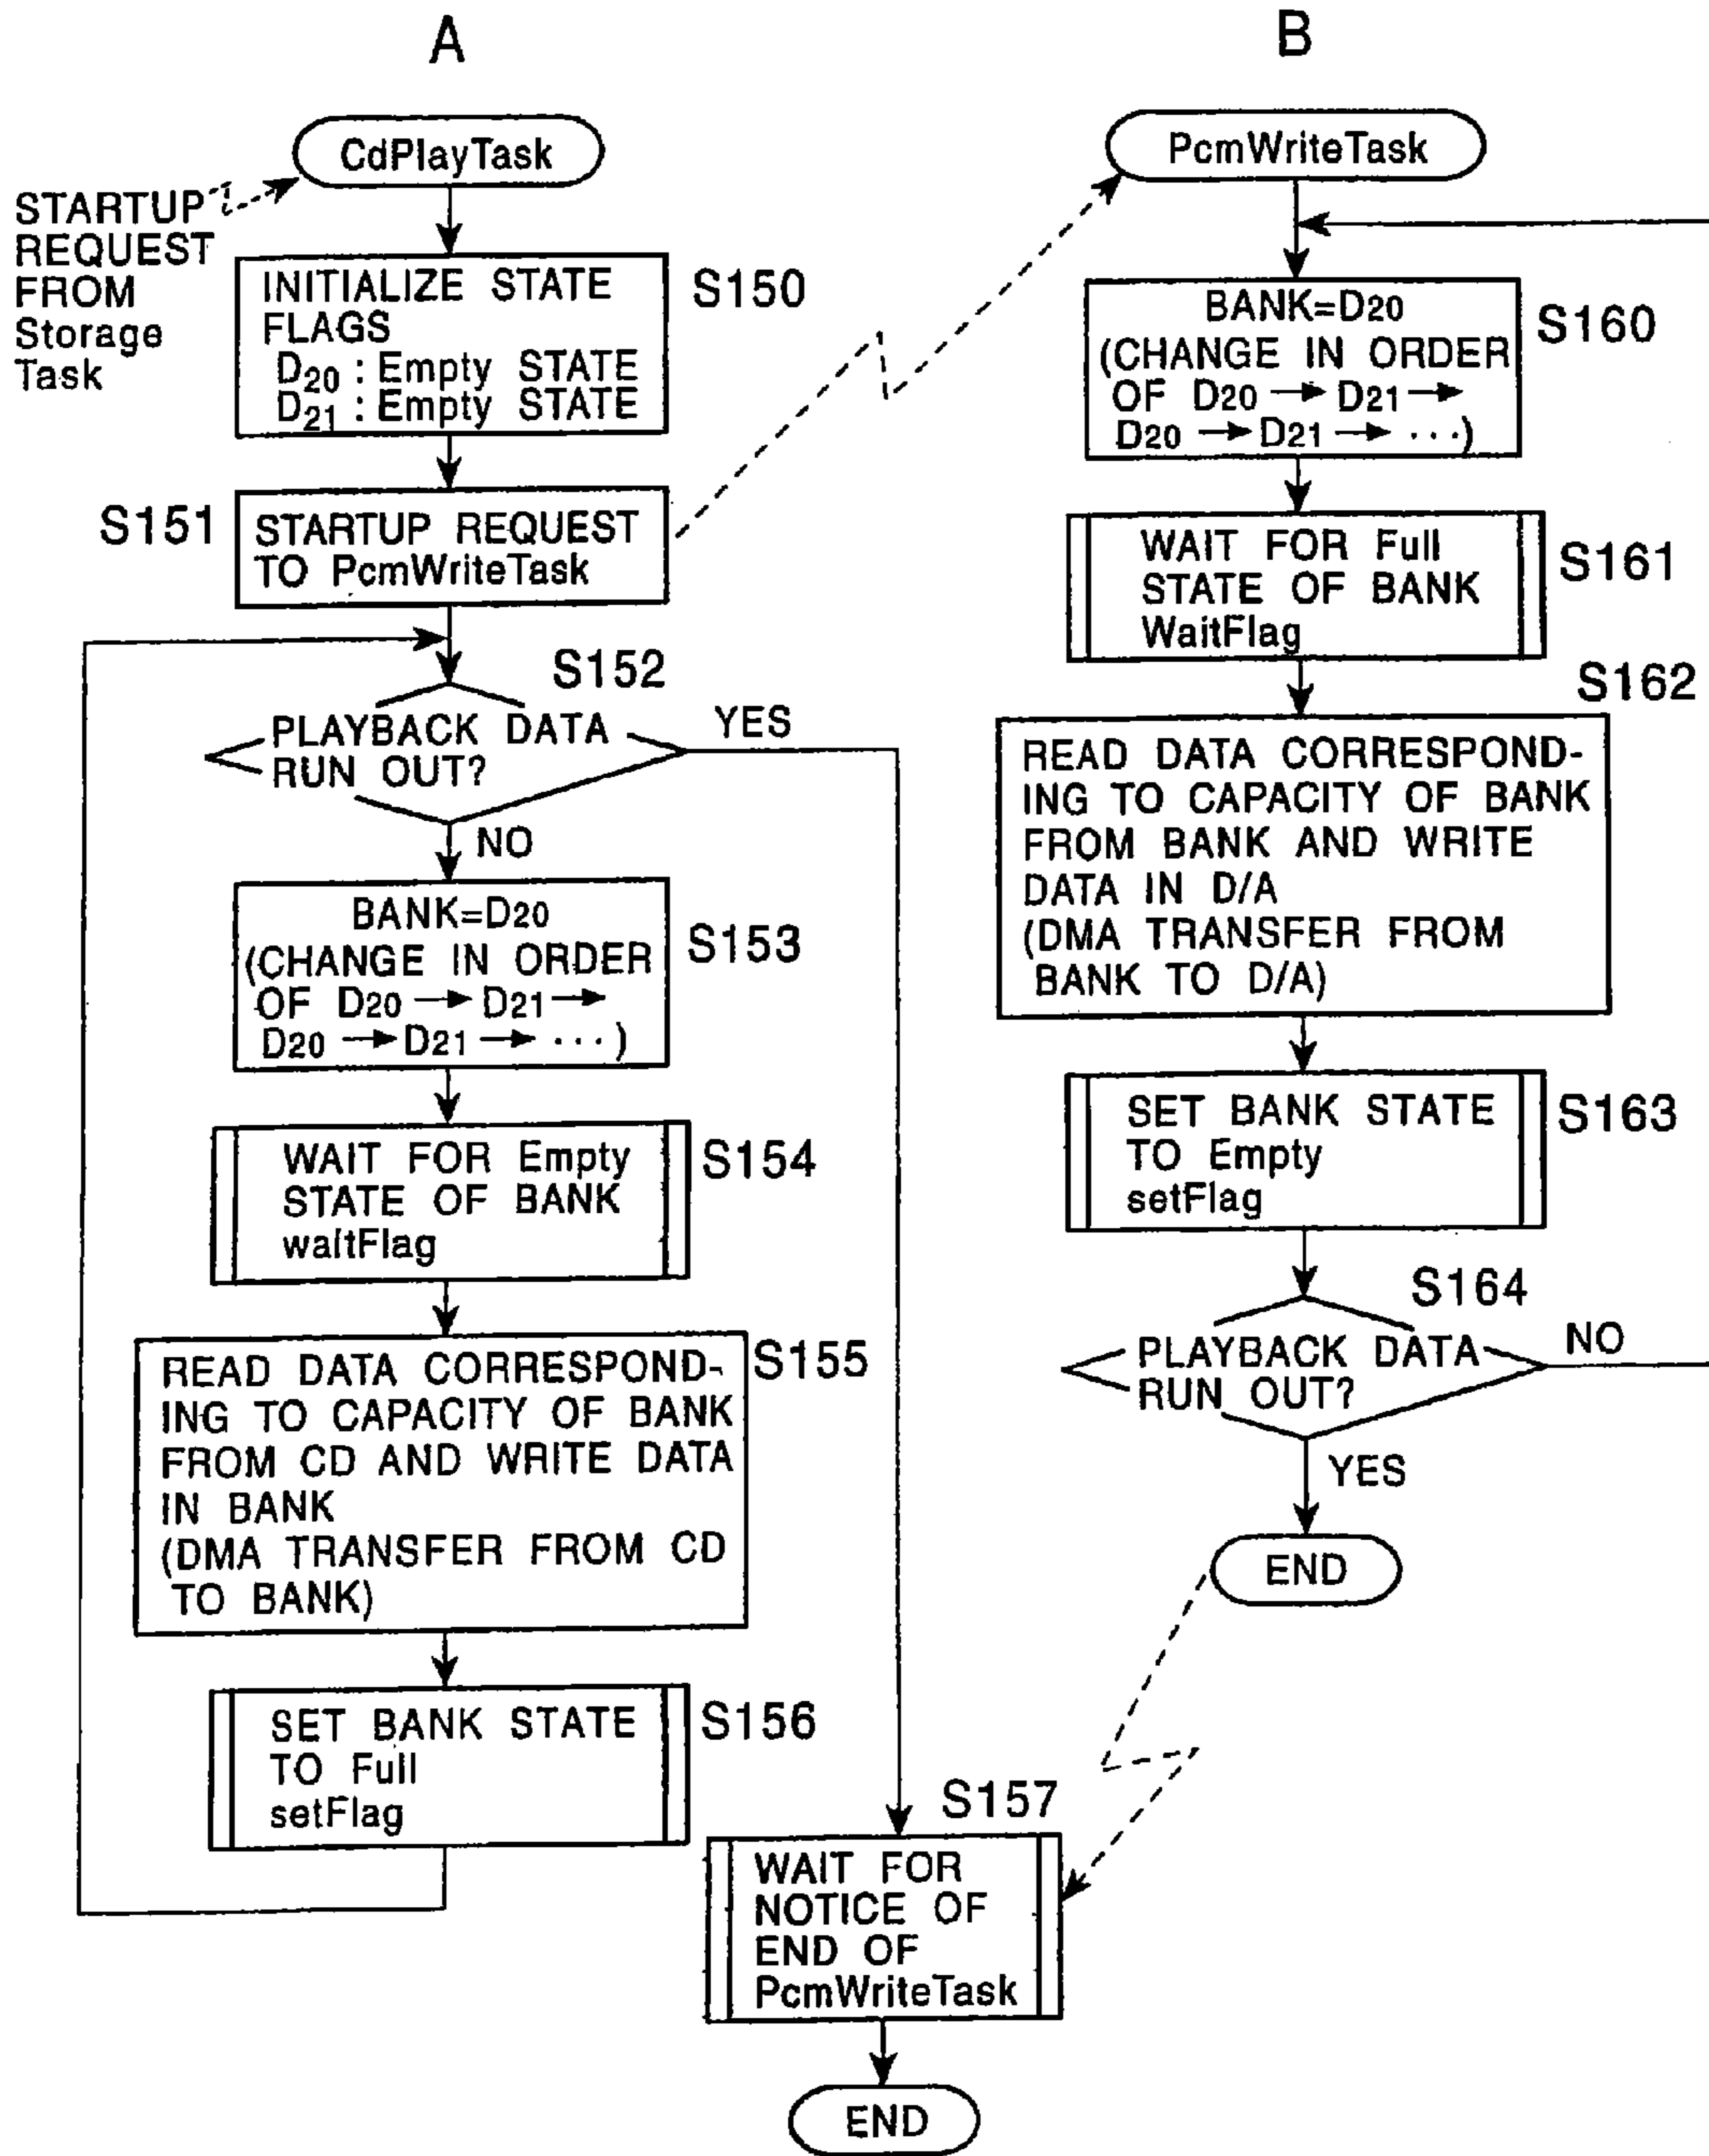 A
CdPlayTask
STARTUP
REQUEST
FROM
Storage
Task
INITIALIZE STATE
FLAGS
D20 : Empty STATE
D21 : Empty STATE
S150
S151
STARTUP REQUEST
TO PcmWriteTask
S152
PLAYBACK DATA
RUN OUT?
YES
NO
BANK=D20
(CHANGE IN ORDER
OF D20 → D21 →
D20 → D21 → ···)
S153
WAIT FOR Empty
STATE OF BANK
waitFlag
S154
READ DATA CORRESPOND-
ING TO CAPACITY OF BANK
FROM CD AND WRITE DATA
IN BANK
(DMA TRANSFER FROM CD
TO BANK)
S155
SET BANK STATE
TO Full
setFlag
S156
S157
WAIT FOR
NOTICE OF
END OF
PcmWriteTask
END
B
PcmWriteTask
BANK=D20
(CHANGE IN ORDER
OF D20 → D21 →
D20 → D21 → ···)
S160
WAIT FOR Full
STATE OF BANK
WaitFlag
S161
S162
READ DATA CORRESPOND-
ING TO CAPACITY OF BANK
FROM BANK AND WRITE
DATA IN D/A
(DMA TRANSFER FROM
BANK TO D/A)
SET BANK STATE
TO Empty
setFlag
S163
S164
PLAYBACK DATA
RUN OUT?
NO
YES
END